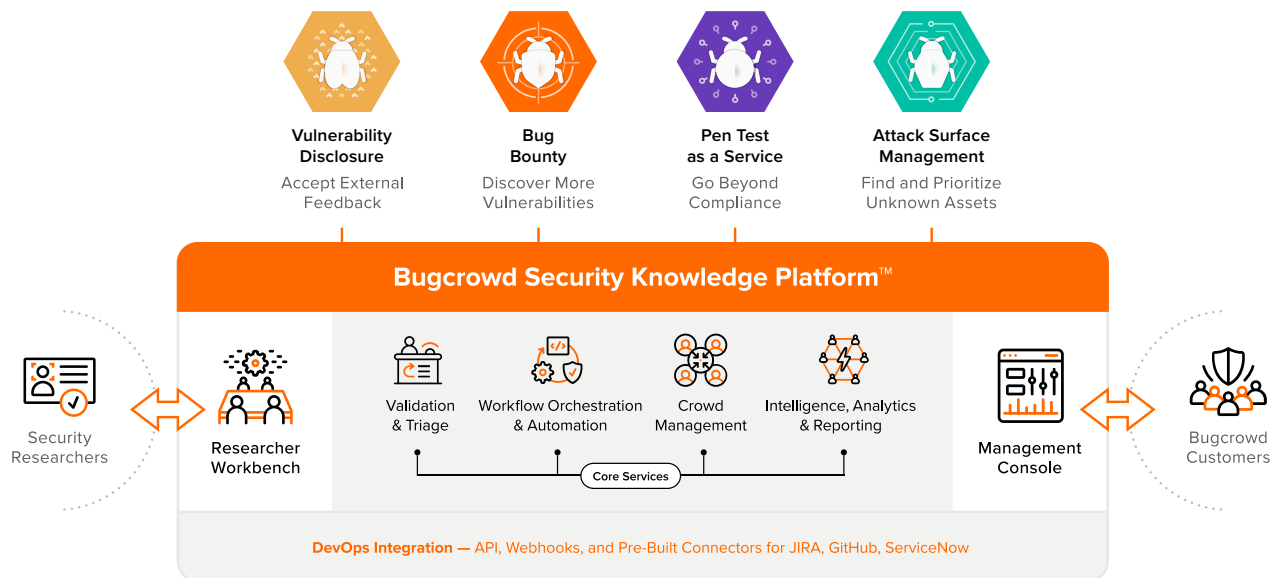 Vulnerability
Disclosure
Accept External
Feedback
Bug
Bounty
Discover More
Vulnerabilities
Pen Test
as a Service
Go Beyond
Compliance
Attack Surface
Management
Find and Prioritize
Unknown Assets
Bugcrowd Security Knowledge Platform™
Security
Researchers
Researcher
Workbench
Validation
& Triage
Workflow Orchestration
& Automation
Crowd
Management
Intelligence, Analytics
& Reporting
Core Services
Management
Console
Bugcrowd
Customers
DevOps Integration — API, Webhooks, and Pre-Built Connectors for JIRA, GitHub, ServiceNow